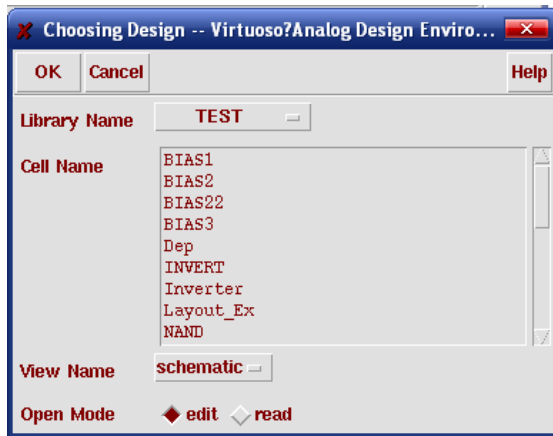 Choosing Design -- Virtuoso?Analog Design Enviro...
OK Cancel Help
Library Name TEST
Cell Name
BIAS1
BIAS2
BIAS22
BIAS3
Dep
INVERT
Inverter
Layout_Ex
NAND
View Name schematic
Open Mode edit read